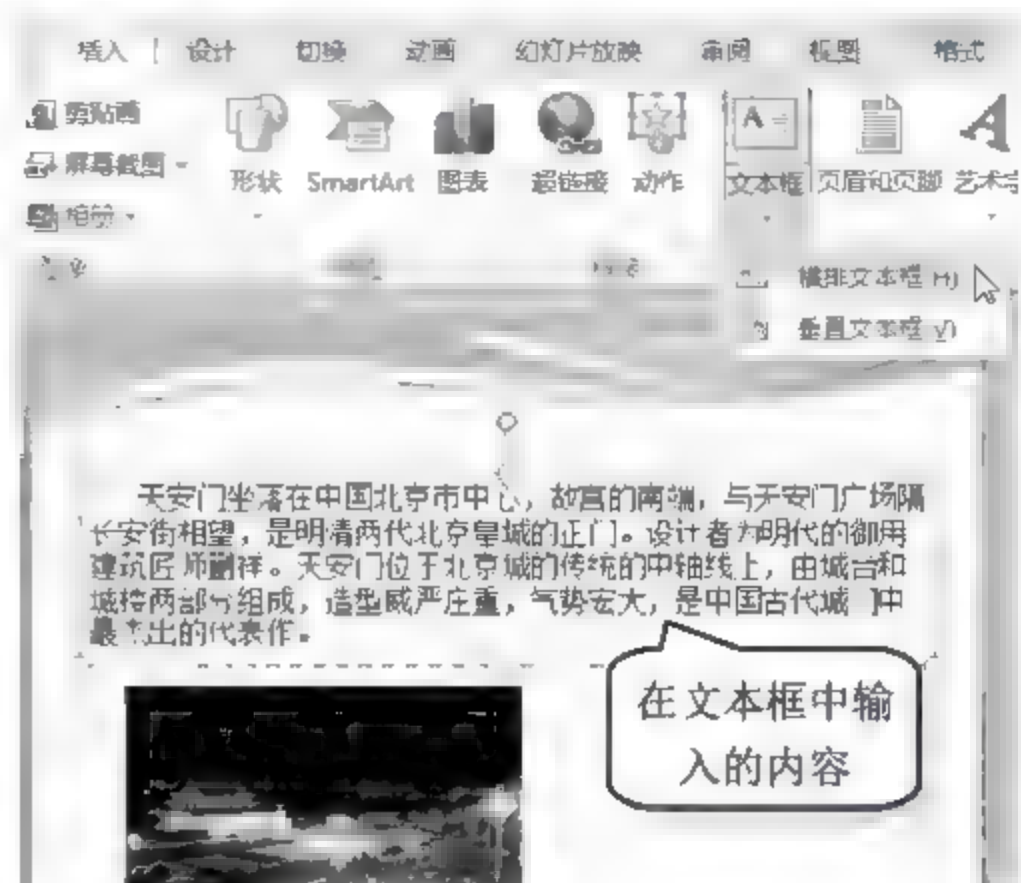 插入 设计 切换 动画 幻灯片放映 审阅 视图 格式
剪贴画
屏幕截图
相册
形状 SmartArt 图表 超链接 动作 文本框 页眉和页脚 艺术字
横排文本框(H)
垂直文本框(V)
天安门坐落在中国北京市中心，故宫的南端，与天安门广场隔
长安街相望，是明清两代北京皇城的正门。设计者为明代的御用
建筑匠师蒯祥。天安门位于北京城的传统的中轴线上，由城台和
城楼两部分组成，造型威严庄重，气势宏大，是中国古代城门中
最杰出的代表作。
在文本框中输
入的内容